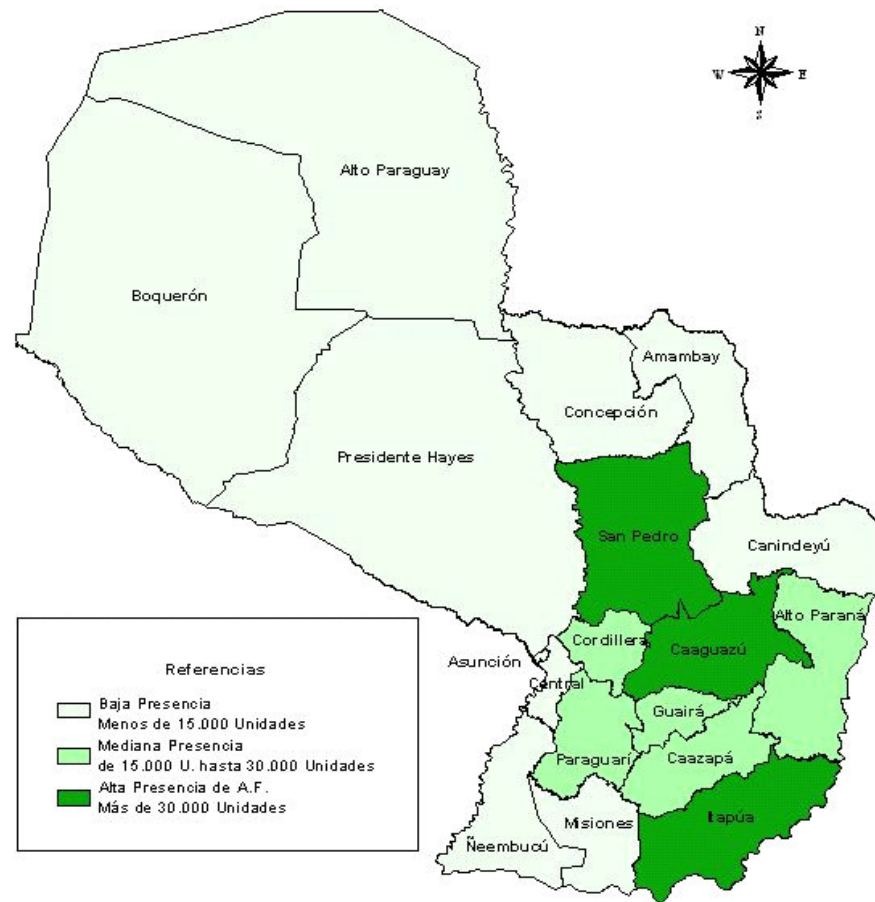 N
W E
S
Alto Paraguay
Boquerón
Amambay
Concepción
Presidente Hayes
San Pedro
Canindeyú
Alto Paraná
Cordillera
Caaguazú
Asunción
Central
Guairá
Paraguarí
Caazapá
Itapúa
Misiones
Ñeembucú
Referencias
Baja Presencia
Menos de 15.000 Unidades
Mediana Presencia
de 15.000 U. hasta 30.000 Unidades
Alta Presencia de A.F.
Más de 30.000 Unidades